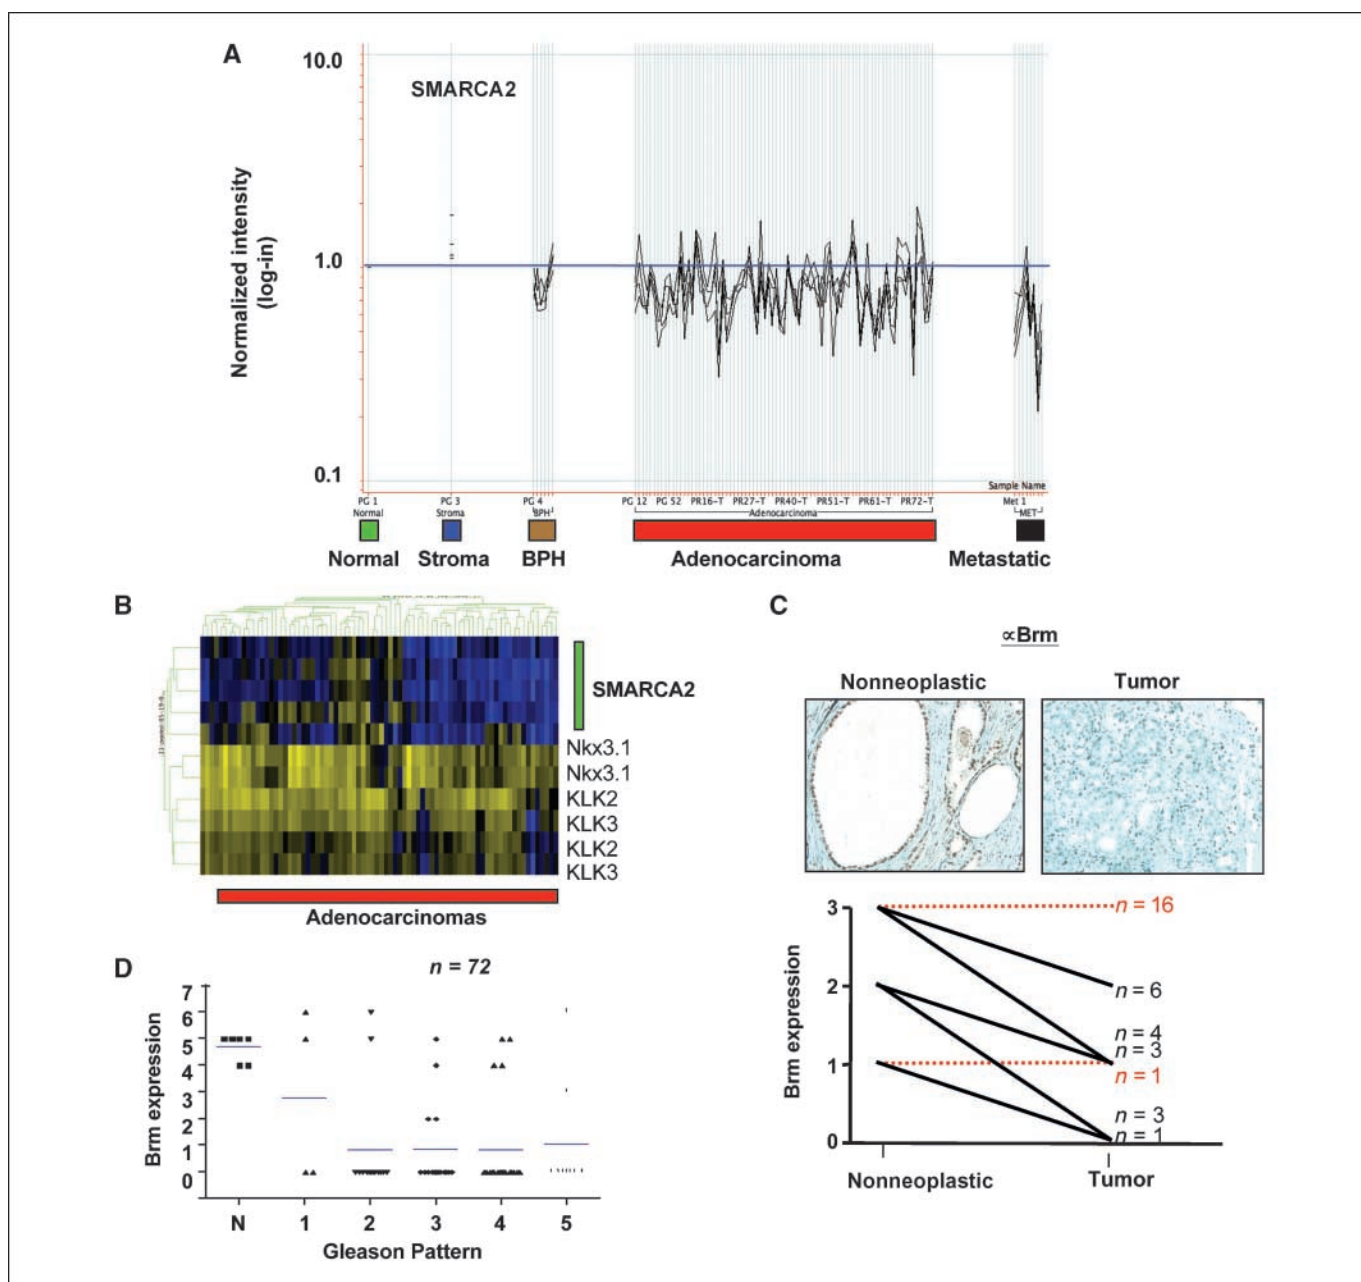 A
SMARCA2
Normalized intensity
(log-in)
10.0
1.0
0.1
Sample Name
PG 1 PG 3 PG 4 PG 12 PG 52 PR16-T PR27-T PR40-T PR51-T PR61-T PR72-T Met 1
Normal Stroma BPH Adenocarcinoma MET
Normal Stroma BPH Adenocarcinoma Metastatic
B
SMARCA2
Nkx3.1
Nkx3.1
KLK2
KLK3
KLK2
KLK3
Adenocarcinomas
C
∝Brm
Nonneoplastic Tumor
Brm expression
3
2
1
0
n = 16
n = 6
n = 4
n = 3
n = 1
n = 3
n = 1
Nonneoplastic Tumor
D
n = 72
Brm expression
7
6
5
4
3
2
1
0
N 1 2 3 4 5
Gleason Pattern